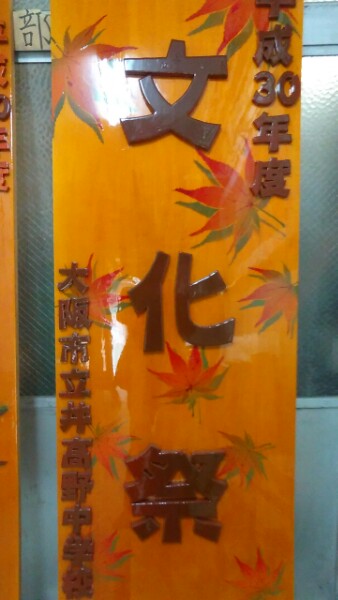 平成30年度
文化祭
大阪市立井高野中学校
部